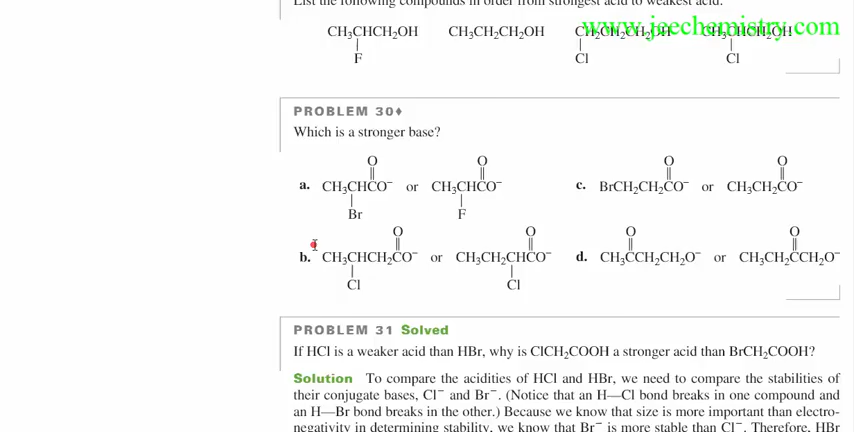 List the following compounds in order from strongest acid to weakest acid:
www.jeechemistry.com
CH₃CHCH₂OH CH₃CH₂CH₂OH CH₂CH₂CH₂OH CH₃CHCH₂OH
F Cl Cl
PROBLEM 30♦
Which is a stronger base?
O O O O
a. CH₃CHCO⁻ or CH₃CHCO⁻ c. BrCH₂CH₂CO⁻ or CH₃CH₂CO⁻
Br F
O O O O
b. CH₃CHCH₂CO⁻ or CH₃CH₂CHCO⁻ d. CH₃CCH₂CH₂O⁻ or CH₃CH₂CCH₂O⁻
Cl Cl
PROBLEM 31 Solved
If HCl is a weaker acid than HBr, why is ClCH₂COOH a stronger acid than BrCH₂COOH?
Solution To compare the acidities of HCl and HBr, we need to compare the stabilities of
their conjugate bases, Cl⁻ and Br⁻. (Notice that an H—Cl bond breaks in one compound and
an H—Br bond breaks in the other.) Because we know that size is more important than electro-
negativity in determining stability, we know that Br⁻ is more stable than Cl⁻. Therefore, HBr